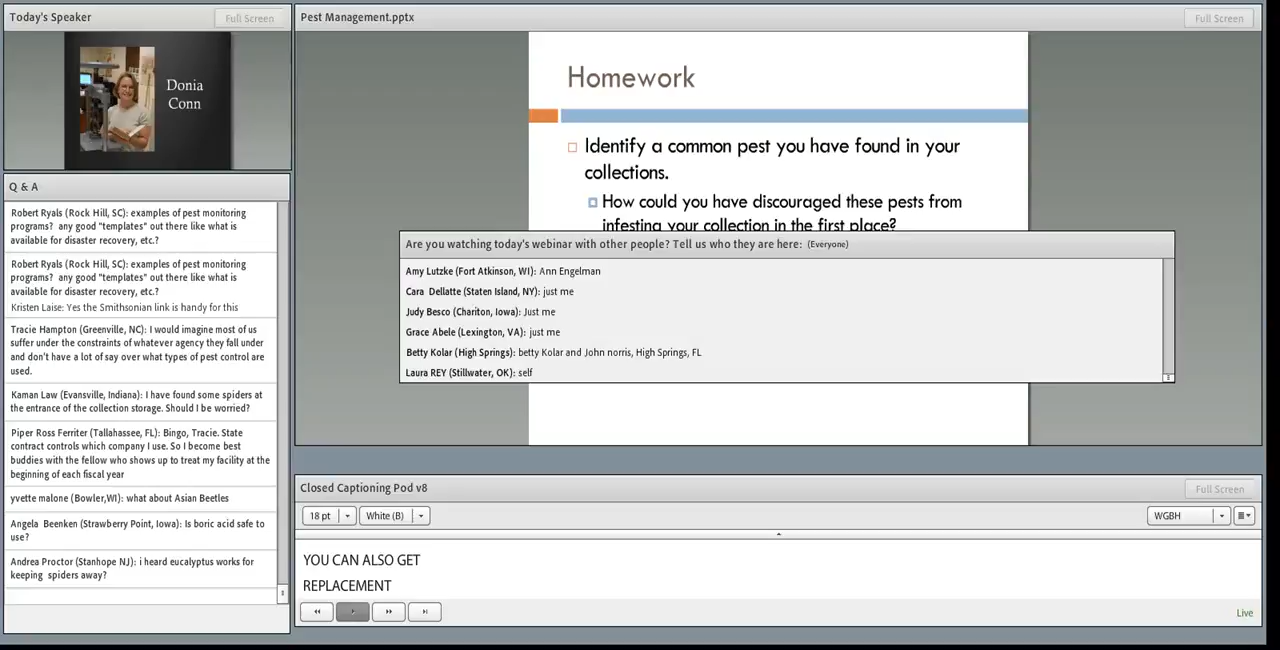 Today's Speaker
Full Screen
Donia
Conn
Q & A
Robert Ryals (Rock Hill, SC): examples of pest monitoring
programs?  any good "templates" out there like what is
available for disaster recovery, etc.?
Robert Ryals (Rock Hill, SC): examples of pest monitoring
programs?  any good "templates" out there like what is
available for disaster recovery, etc.?
Kristen Laise: Yes the Smithsonian link is handy for this
Tracie Hampton (Greenville, NC): I would imagine most of us
suffer under the constraints of whatever agency they fall under
and don't have a lot of say over what types of pest control are
used.
Kaman Law (Evansville, Indiana): I have found some spiders at
the entrance of the collection storage. Should I be worried?
Piper Ross Ferriter (Tallahassee, FL): Bingo, Tracie. State
contract controls which company I use. So I become best
buddies with the fellow who shows up to treat my facility at the
beginning of each fiscal year
yvette malone (Bowler,WI): what about Asian Beetles
Angela  Beenken (Strawberry Point, Iowa): Is boric acid safe to
use?
Andrea Proctor (Stanhope NJ): i heard eucalyptus works for
keeping  spiders away?
Pest Management.pptx
Full Screen
Homework
Identify a common pest you have found in your
collections.
How could you have discouraged these pests from
infesting your collection in the first place?
Are you watching today's webinar with other people? Tell us who they are here: (Everyone)
Amy Lutzke (Fort Atkinson, WI): Ann Engelman
Cara  Dellatte (Staten Island, NY): just me
Judy Besco (Chariton, Iowa): Just me
Grace Abele (Lexington, VA): just me
Betty Kolar (High Springs): betty Kolar and John norris, High Springs, FL
Laura REY (Stillwater, OK): self
Closed Captioning Pod v8
Full Screen
18 pt
White (B)
WGBH
YOU CAN ALSO GET
REPLACEMENT
Live